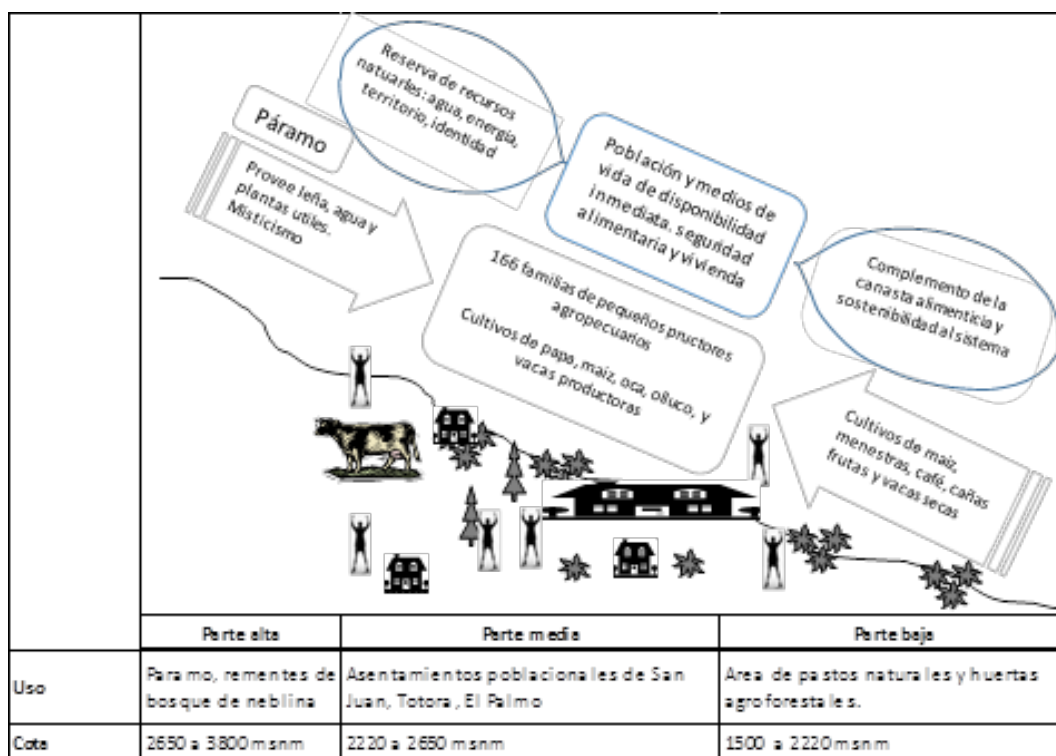 Reserva de recursos
natuarles: agua, energía,
territorio, identidad
Páramo
Provee leña, agua y
plantas utiles.
Misticismo
Población y medios de
vida de disponibilidad
inmediata. seguridad
alimentaria y vivienda
166 familias de pequeños pructores
agropecuarios
Cultivos de papa, maiz, oca, olluco, y
vacas productoras
Complemento de la
canasta alimenticia y
sostenibilidad al sistema
Cultivos de maiz,
menestras, café, cañas
frutas y vacas secas
Parte alta
Parte media
Parte baja
Uso
Paramo, rementes de
bosque de neblina
Asentamientos poblacionales de San
Juan, Totora, El Palmo
Area de pastos naturales y huertas
agroforestales.
Cota
2650 a 3800 msnm
2220 a 2650 msnm
1500 a 2220 msnm